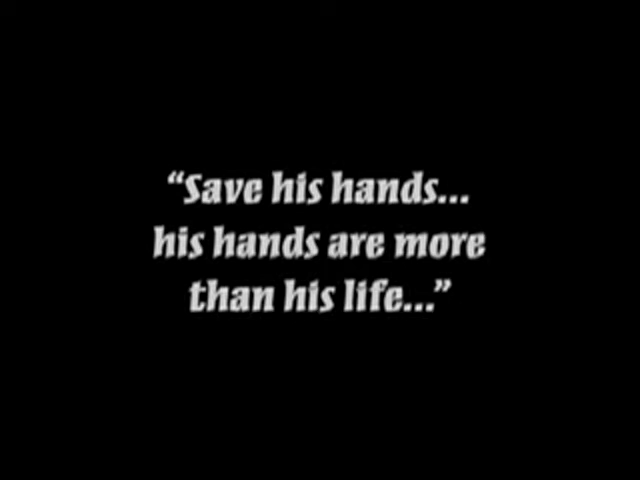 “Save his hands...
his hands are more
than his life...”